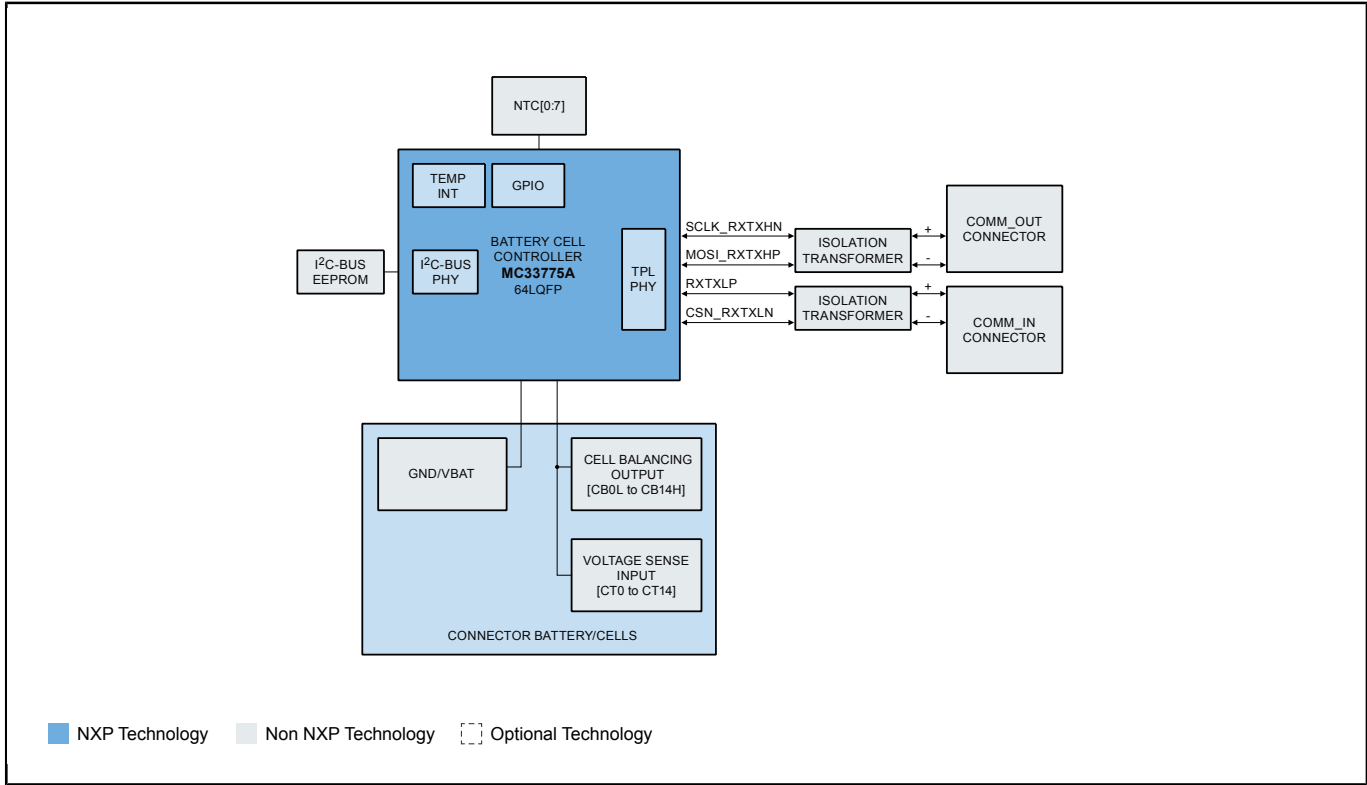 NTC[0:7]
TEMP
INT
GPIO
BATTERY CELL
CONTROLLER
MC33775A
64LQFP
I²C-BUS
EEPROM
I²C-BUS
PHY
TPL
PHY
SCLK_RXTXHN
MOSI_RXTXHP
RXTXLP
CSN_RXTXLN
ISOLATION
TRANSFORMER
ISOLATION
TRANSFORMER
+
-
+
-
COMM_OUT
CONNECTOR
COMM_IN
CONNECTOR
GND/VBAT
CELL BALANCING
OUTPUT
[CB0L to CB14H]
VOLTAGE SENSE
INPUT
[CT0 to CT14]
CONNECTOR BATTERY/CELLS
NXP Technology
Non NXP Technology
Optional Technology